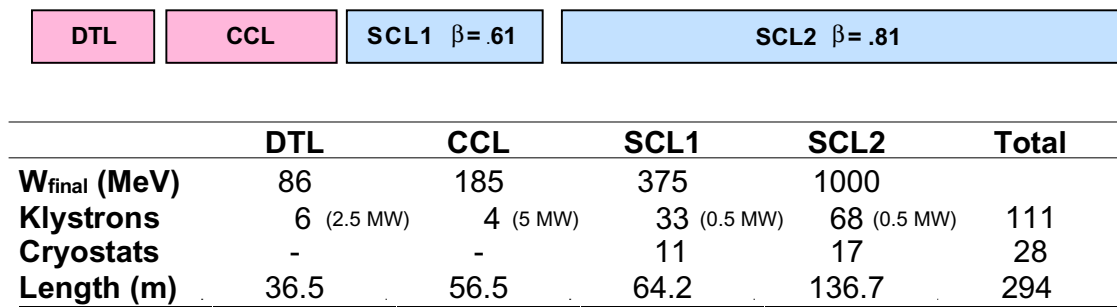 DTL CCL SCL1 β= .61 SCL2 β= .81
DTL CCL SCL1 SCL2 Total
Wfinal (MeV) 86 185 375 1000
Klystrons 6 (2.5 MW) 4 (5 MW) 33 (0.5 MW) 68 (0.5 MW) 111
Cryostats - - 11 17 28
Length (m) 36.5 56.5 64.2 136.7 294